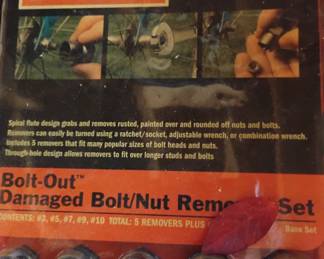 Spiral flute design grabs and removes rusted, painted over and rounded off nuts and bolts.
Removers can easily be turned using a ratchet/socket, adjustable wrench, or combination wrench.
Includes 5 removers that fit many popular sizes of bolt heads and nuts.
Through-hole design allows removers to fit over longer studs and bolts
Bolt-Out™
Damaged Bolt/Nut Remover Set
CONTENTS: #3, #5, #7, #9, #10 TOTAL: 5 REMOVERS PLUS
Base Set